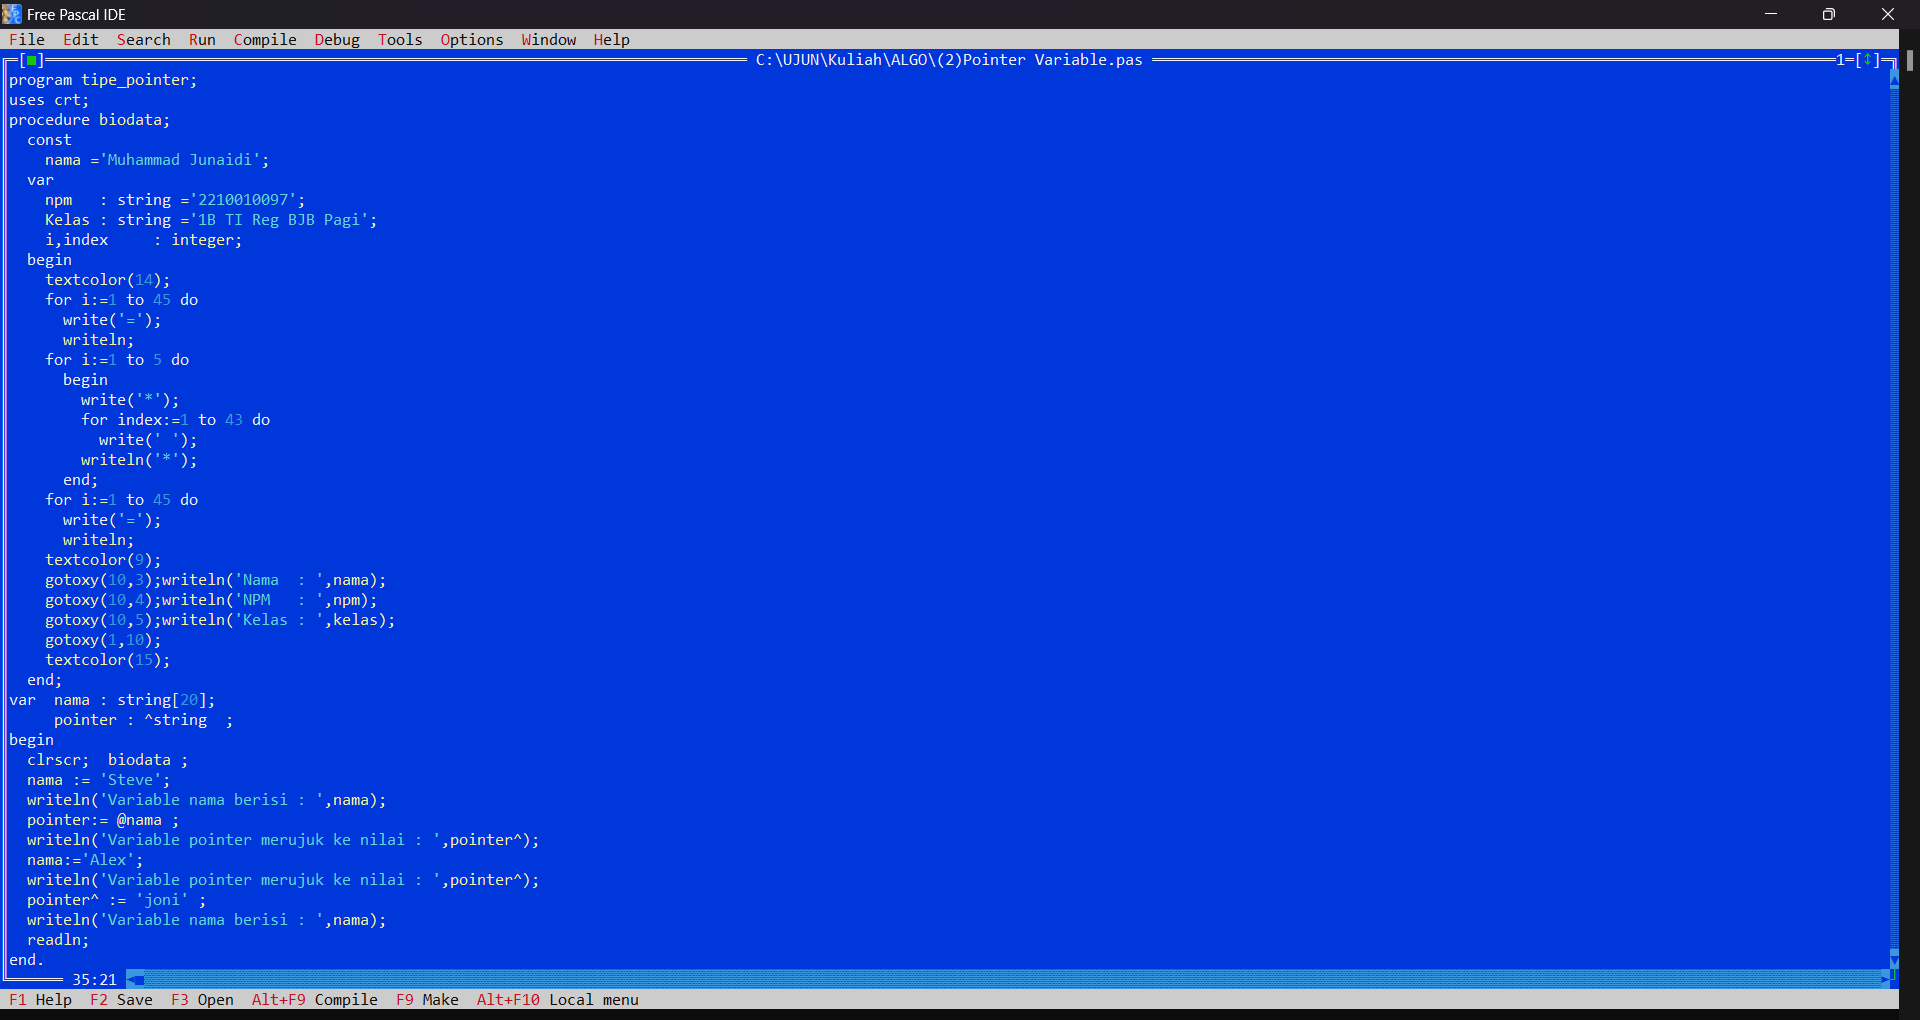 Free Pascal IDE
File Edit Search Run Compile Debug Tools Options Window Help
[■] C:\UJUN\Kuliah\ALGO\(2)Pointer Variable.pas 1=[↕]
program tipe_pointer;
uses crt;
procedure biodata;
  const
    nama ='Muhammad Junaidi';
  var
    npm   : string ='2210010097';
    Kelas : string ='1B TI Reg BJB Pagi';
    i,index     : integer;
  begin
    textcolor(14);
    for i:=1 to 45 do
      write('=');
      writeln;
    for i:=1 to 5 do
      begin
        write('*');
        for index:=1 to 43 do
          write(' ');
        writeln('*');
      end;
    for i:=1 to 45 do
      write('=');
      writeln;
    textcolor(9);
    gotoxy(10,3);writeln('Nama  : ',nama);
    gotoxy(10,4);writeln('NPM   : ',npm);
    gotoxy(10,5);writeln('Kelas : ',kelas);
    gotoxy(1,10);
    textcolor(15);
  end;
var  nama : string[20];
     pointer : ^string  ;
begin
  clrscr;  biodata ;
  nama := 'Steve';
  writeln('Variable nama berisi : ',nama);
  pointer:= @nama ;
  writeln('Variable pointer merujuk ke nilai : ',pointer^);
  nama:='Alex';
  writeln('Variable pointer merujuk ke nilai : ',pointer^);
  pointer^ := 'joni' ;
  writeln('Variable nama berisi : ',nama);
  readln;
end.
35:21
F1 Help F2 Save F3 Open Alt+F9 Compile F9 Make Alt+F10 Local menu